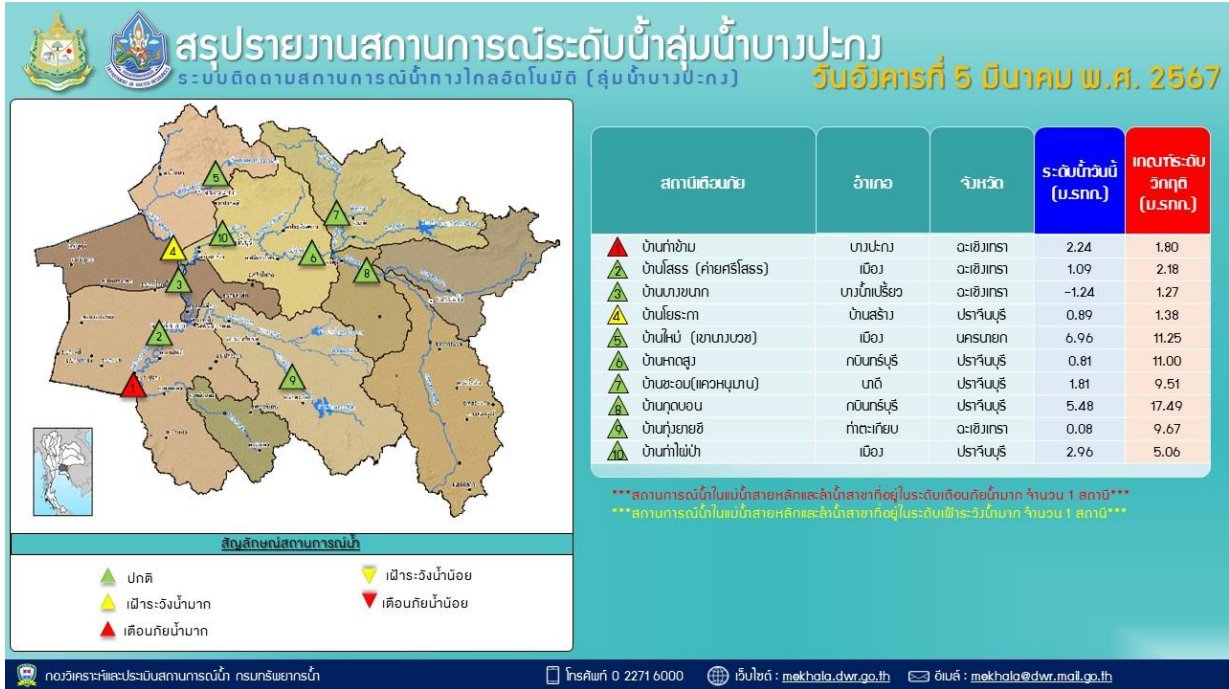 สรุปรายงานสถานการณ์ระดับน้ำลุ่มน้ำบางปะกง
ระบบติดตามสถานการณ์น้ำทางไกลอัตโนมัติ (ลุ่มน้ำบางปะกง)
วันอังคารที่ 5 มีนาคม พ.ศ. 2567
5
10
7
4
6
8
3
2
9
1
สัญลักษณ์สถานการณ์น้ำ
ปกติ
เฝ้าระวังน้ำน้อย
เฝ้าระวังน้ำมาก
เตือนภัยน้ำน้อย
เตือนภัยน้ำมาก
สถานีเตือนภัย อำเภอ จังหวัด ระดับน้ำวันนี้ (ม.รทก.) เกณฑ์ระดับวิกฤติ (ม.รทก.)
1 บ้านท่าข้าม บางปะกง ฉะเชิงเทรา 2.24 1.80
2 บ้านโสธร (ค่ายศรีโสธร) เมือง ฉะเชิงเทรา 1.09 2.18
3 บ้านบางขนาก บางน้ำเปรี้ยว ฉะเชิงเทรา -1.24 1.27
4 บ้านโยธะกา บ้านสร้าง ปราจีนบุรี 0.89 1.38
5 บ้านใหม่ (เขานางบวช) เมือง นครนายก 6.96 11.25
6 บ้านหาดสูง กบินทร์บุรี ปราจีนบุรี 0.81 11.00
7 บ้านซะอม(แควหนุมาน) นาดี ปราจีนบุรี 1.81 9.51
8 บ้านกุดบอน กบินทร์บุรี ปราจีนบุรี 5.48 17.49
9 บ้านทุ่งยายชี ท่าตะเกียบ ฉะเชิงเทรา 0.08 9.67
10 บ้านท่าไผ่ป่า เมือง ปราจีนบุรี 2.96 5.06
***สถานการณ์น้ำในแม่น้ำสายหลักและลำน้ำสาขาที่อยู่ในระดับเตือนภัยน้ำมาก จำนวน 1 สถานี***
***สถานการณ์น้ำในแม่น้ำสายหลักและลำน้ำสาขาที่อยู่ในระดับเฝ้าระวังน้ำมาก จำนวน 1 สถานี***
กองวิเคราะห์และประเมินสถานการณ์น้ำ กรมทรัพยากรน้ำ
โทรศัพท์ 0 2271 6000
เว็บไซต์ : mekhala.dwr.go.th
อีเมล์ : mekhala@dwr.mail.go.th